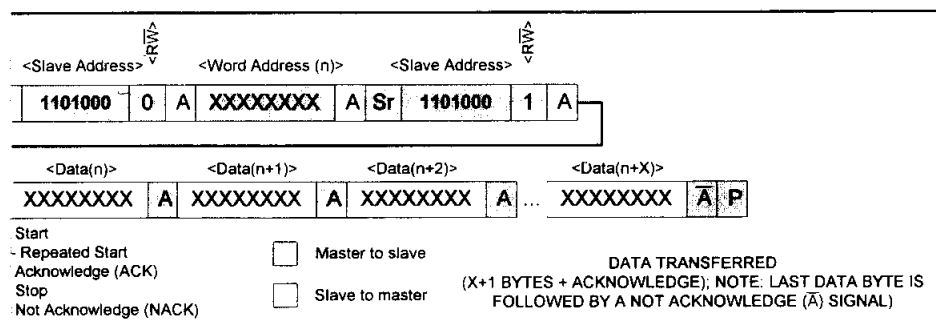 <R̅W̅> <R̅W̅>
<Slave Address> <Word Address (n)> <Slave Address>
1101000 0 A XXXXXXXX A Sr 1101000 1 A
<Data(n)> <Data(n+1)> <Data(n+2)> <Data(n+X)>
XXXXXXXX A XXXXXXXX A XXXXXXXX A ... XXXXXXXX A̅ P
Start
- Repeated Start
Acknowledge (ACK)
Stop
Not Acknowledge (NACK)
Master to slave
Slave to master
DATA TRANSFERRED
(X+1 BYTES + ACKNOWLEDGE); NOTE: LAST DATA BYTE IS
FOLLOWED BY A NOT ACKNOWLEDGE (A̅) SIGNAL)